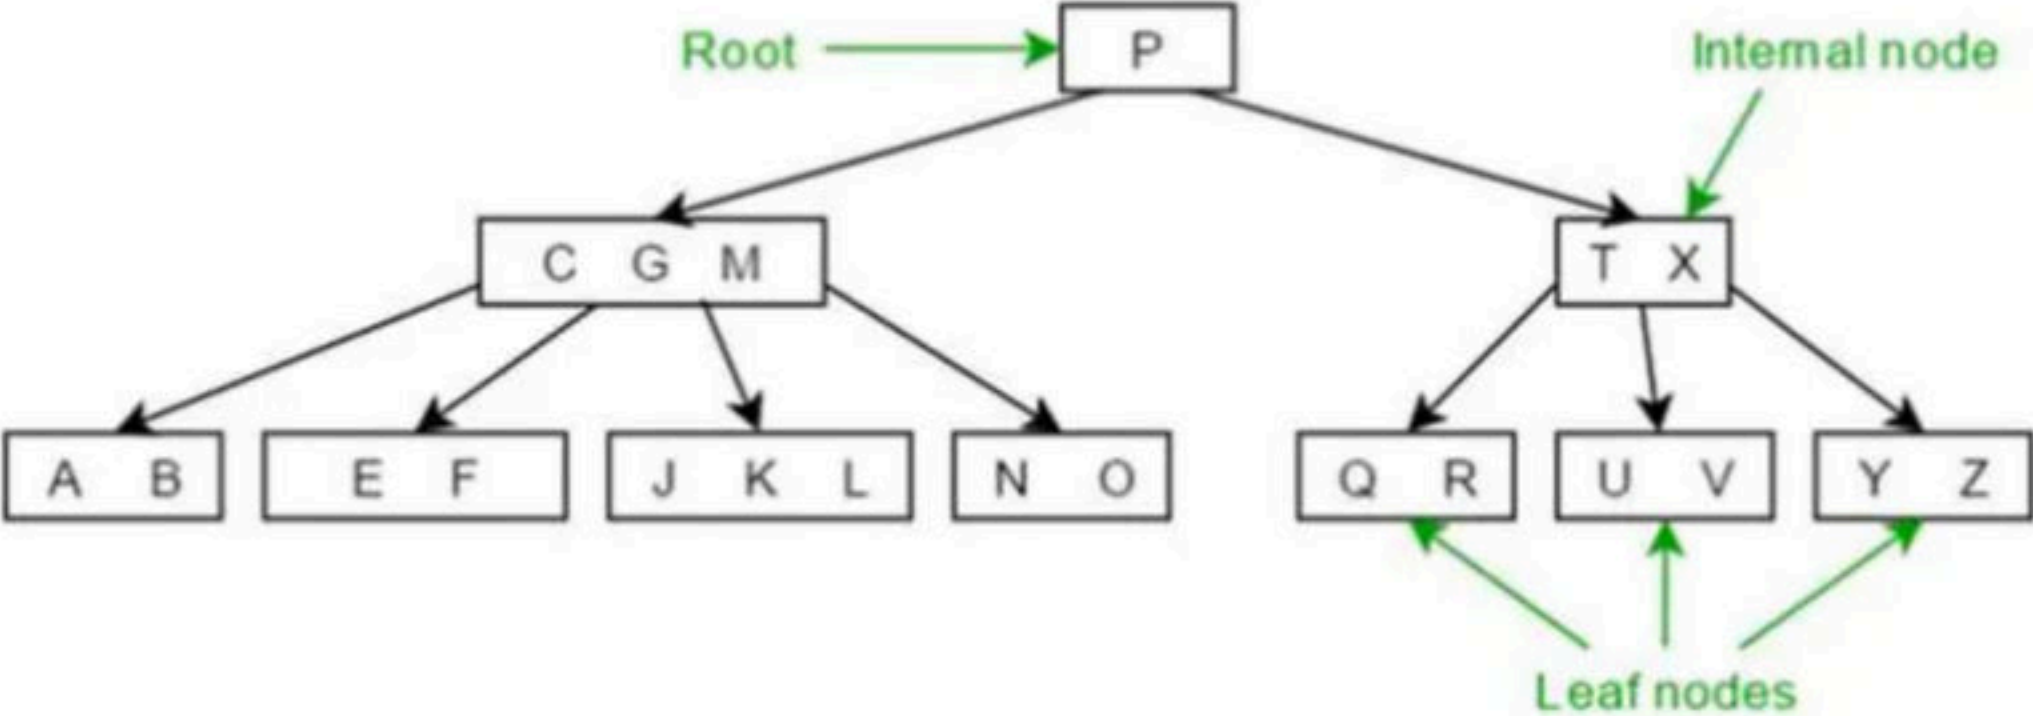 Root P Internal node
C G M T X
A B E F J K L N O Q R U V Y Z
Leaf nodes